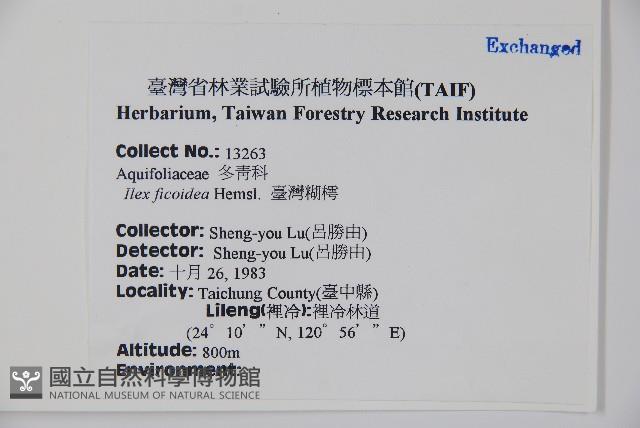 Exchanged
臺灣省林業試驗所植物標本館(TAIF)
Herbarium, Taiwan Forestry Research Institute
Collect No.: 13263
Aquifoliaceae 冬青科
Ilex ficoidea Hemsl. 臺灣糊樗
Collector: Sheng-you Lu(呂勝由)
Detector: Sheng-you Lu(呂勝由)
Date: 十月 26, 1983
Locality: Taichung County(臺中縣)
Lileng(裡冷):裡冷林道
(24° 10' " N, 120° 56' " E)
Altitude: 800m
Environment:
國立自然科學博物館
NATIONAL MUSEUM OF NATURAL SCIENCE